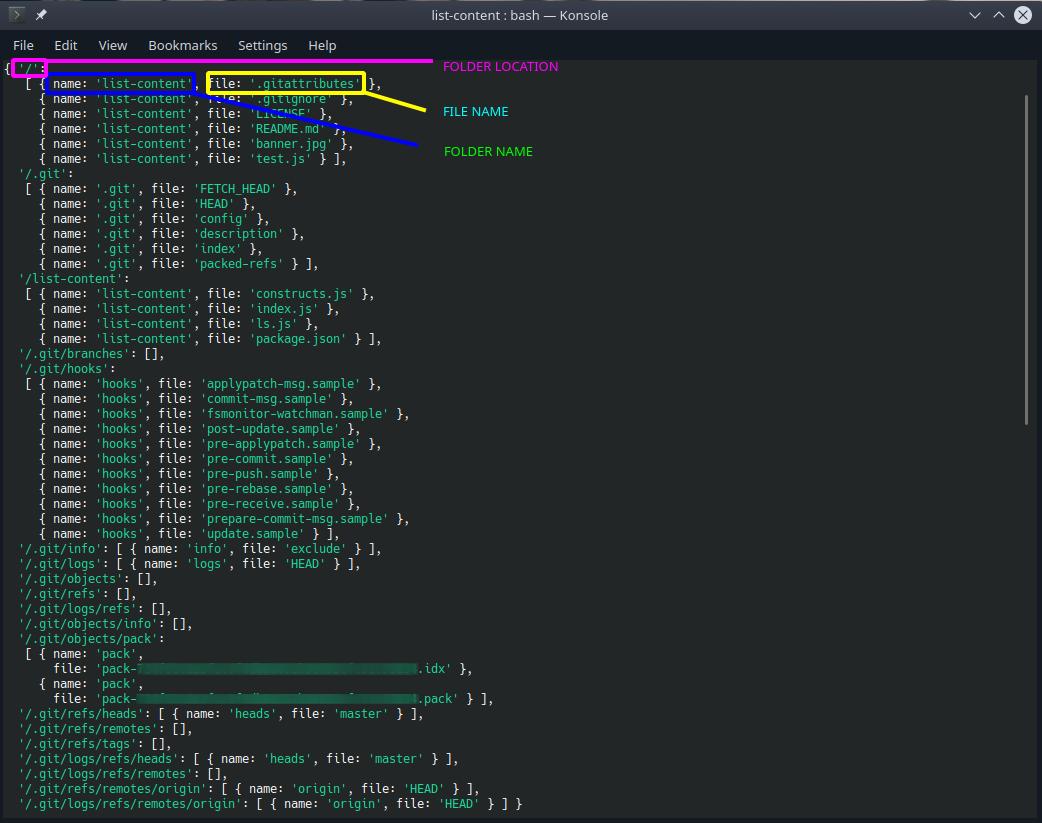 list-content : bash — Konsole
File Edit View Bookmarks Settings Help
{ '/': FOLDER LOCATION
[ { name: 'list-content', file: '.gitattributes' },
{ name: 'list-content', file: '.gitignore' },
{ name: 'list-content', file: 'LICENSE' }, FILE NAME
{ name: 'list-content', file: 'README.md' },
{ name: 'list-content', file: 'banner.jpg' },
{ name: 'list-content', file: 'test.js' } ], FOLDER NAME
'/.git':
[ { name: '.git', file: 'FETCH_HEAD' },
{ name: '.git', file: 'HEAD' },
{ name: '.git', file: 'config' },
{ name: '.git', file: 'description' },
{ name: '.git', file: 'index' },
{ name: '.git', file: 'packed-refs' } ],
'/list-content':
[ { name: 'list-content', file: 'constructs.js' },
{ name: 'list-content', file: 'index.js' },
{ name: 'list-content', file: 'ls.js' },
{ name: 'list-content', file: 'package.json' } ],
'/.git/branches': [],
'/.git/hooks':
[ { name: 'hooks', file: 'applypatch-msg.sample' },
{ name: 'hooks', file: 'commit-msg.sample' },
{ name: 'hooks', file: 'fsmonitor-watchman.sample' },
{ name: 'hooks', file: 'post-update.sample' },
{ name: 'hooks', file: 'pre-applypatch.sample' },
{ name: 'hooks', file: 'pre-commit.sample' },
{ name: 'hooks', file: 'pre-push.sample' },
{ name: 'hooks', file: 'pre-rebase.sample' },
{ name: 'hooks', file: 'pre-receive.sample' },
{ name: 'hooks', file: 'prepare-commit-msg.sample' },
{ name: 'hooks', file: 'update.sample' } ],
'/.git/info': [ { name: 'info', file: 'exclude' } ],
'/.git/logs': [ { name: 'logs', file: 'HEAD' } ],
'/.git/objects': [],
'/.git/refs': [],
'/.git/logs/refs': [],
'/.git/objects/info': [],
'/.git/objects/pack':
[ { name: 'pack',
file: 'pack- .idx' },
{ name: 'pack',
file: 'pack- .pack' } ],
'/.git/refs/heads': [ { name: 'heads', file: 'master' } ],
'/.git/refs/remotes': [],
'/.git/refs/tags': [],
'/.git/logs/refs/heads': [ { name: 'heads', file: 'master' } ],
'/.git/logs/refs/remotes': [],
'/.git/refs/remotes/origin': [ { name: 'origin', file: 'HEAD' } ],
'/.git/logs/refs/remotes/origin': [ { name: 'origin', file: 'HEAD' } ] }